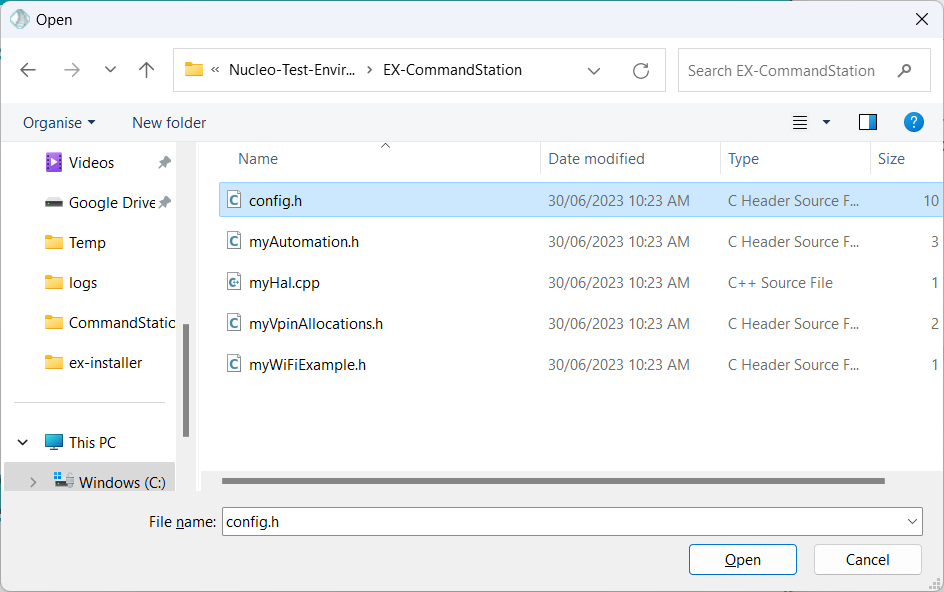 Open
« Nucleo-Test-Envir... > EX-CommandStation
Search EX-CommandStation
Organise New folder
?
Videos
Google Drive
Temp
logs
CommandStatic
ex-installer
This PC
Windows (C:)
Name Date modified Type Size
config.h 30/06/2023 10:23 AM C Header Source F... 10
myAutomation.h 30/06/2023 10:23 AM C Header Source F... 3
myHal.cpp 30/06/2023 10:23 AM C++ Source File 1
myVpinAllocations.h 30/06/2023 10:23 AM C Header Source F... 2
myWiFiExample.h 30/06/2023 10:23 AM C Header Source F... 1
File name: config.h
Open Cancel